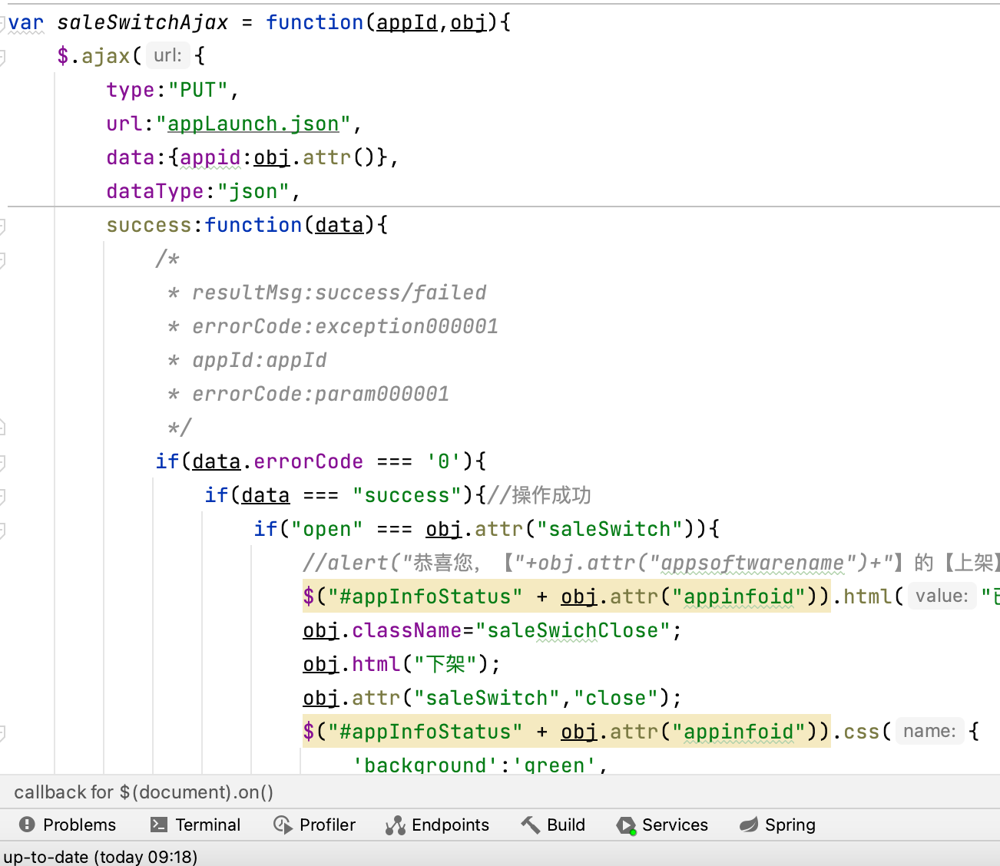 var saleSwitchAjax = function(appId,obj){
$.ajax( url: {
type:"PUT",
url:"appLaunch.json",
data:{appid:obj.attr()},
dataType:"json",
success:function(data){
/*
* resultMsg:success/failed
* errorCode:exception000001
* appId:appId
* errorCode:param000001
*/
if(data.errorCode === '0'){
if(data === "success"){//操作成功
if("open" === obj.attr("saleSwitch")){
//alert("恭喜您，【"+obj.attr("appsoftwarename")+"】的【上架】
$("#appInfoStatus" + obj.attr("appinfoid")).html( value: "已
obj.className="saleSwichClose";
obj.html("下架");
obj.attr("saleSwitch","close");
$("#appInfoStatus" + obj.attr("appinfoid")).css( name: {
'background':'green',
callback for $(document).on()
Problems Terminal Profiler Endpoints Build Services Spring
up-to-date (today 09:18)